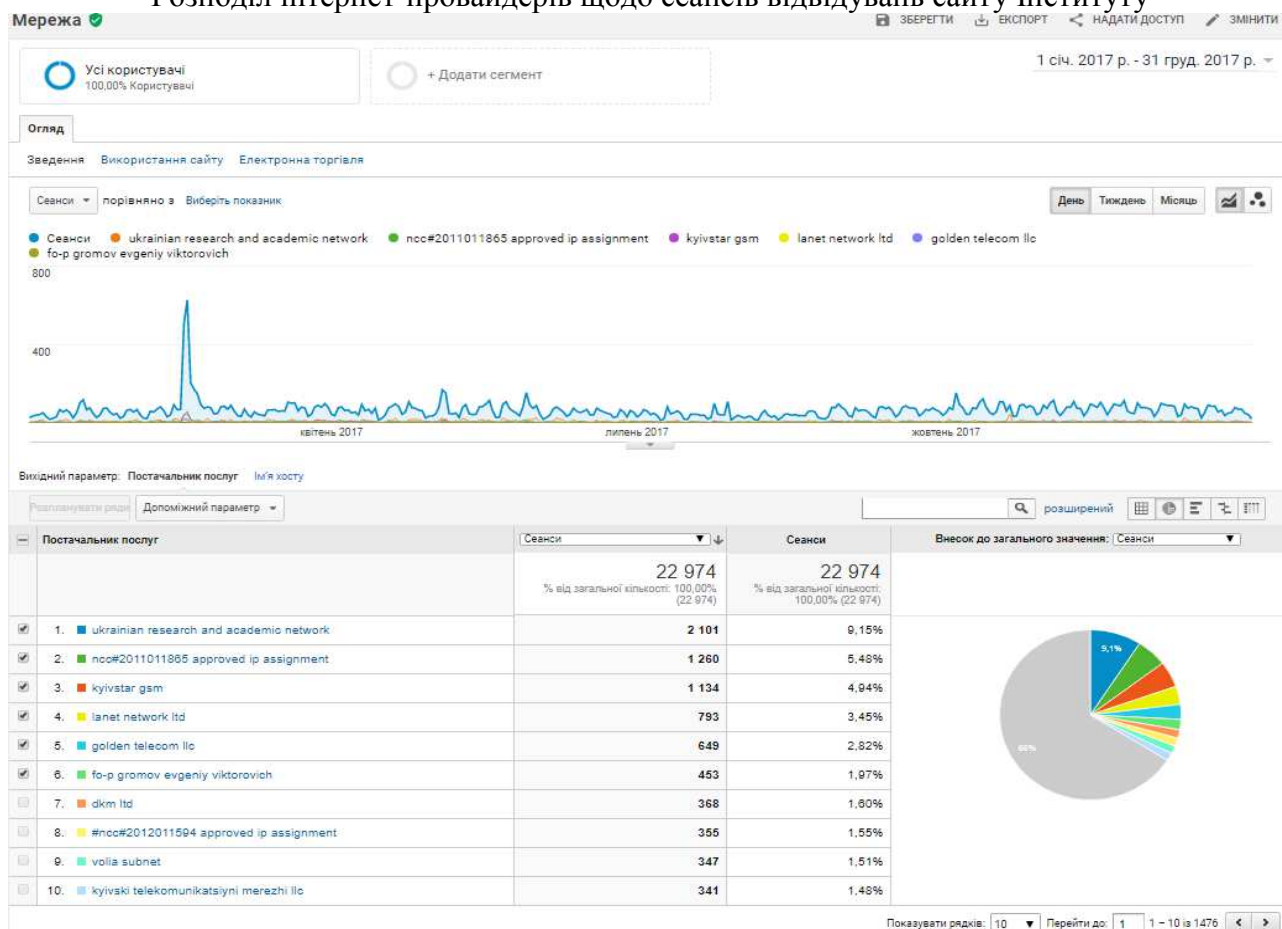 Розподіл інтернет-провайдерів щодо сеансів відвідувань сайту Інституту
Мережа
ЗБЕРЕГТИ ЕКСПОРТ НАДАТИ ДОСТУП ЗМІНИТИ
Усі користувачі
100,00% Користувачі
+ Додати сегмент
1 січ. 2017 р. - 31 груд. 2017 р.
Огляд
Зведення Використання сайту Електронна торгівля
Сеанси порівняно з Виберіть показник
День Тиждень Місяць
Сеанси ukrainian research and academic network ncc#2011011865 approved ip assignment kyivstar gsm lanet network ltd golden telecom llc
fo-p gromov evgeniy viktorovich
800
400
квітень 2017 липень 2017 жовтень 2017
Вихідний параметр: Постачальник послуг Ім'я хосту
Розпланувати ряди Допоміжний параметр розширений
Постачальник послуг Сеанси Сеанси Внесок до загального значення: Сеанси
22 974 22 974
% від загальної кількості: 100,00% (22 974) % від загальної кількості: 100,00% (22 974)
1. ukrainian research and academic network 2 101 9,15%
2. ncc#2011011865 approved ip assignment 1 260 5,48%
3. kyivstar gsm 1 134 4,94%
4. lanet network ltd 793 3,45%
5. golden telecom llc 649 2,82%
6. fo-p gromov evgeniy viktorovich 453 1,97%
7. dkm ltd 368 1,60%
8. #ncc#2012011594 approved ip assignment 355 1,55%
9. volia subnet 347 1,51%
10. kyivski telekomunikatsiyni merezhi llc 341 1,48%
9,1%
66%
Показувати рядків: 10 Перейти до: 1 1 – 10 із 1476